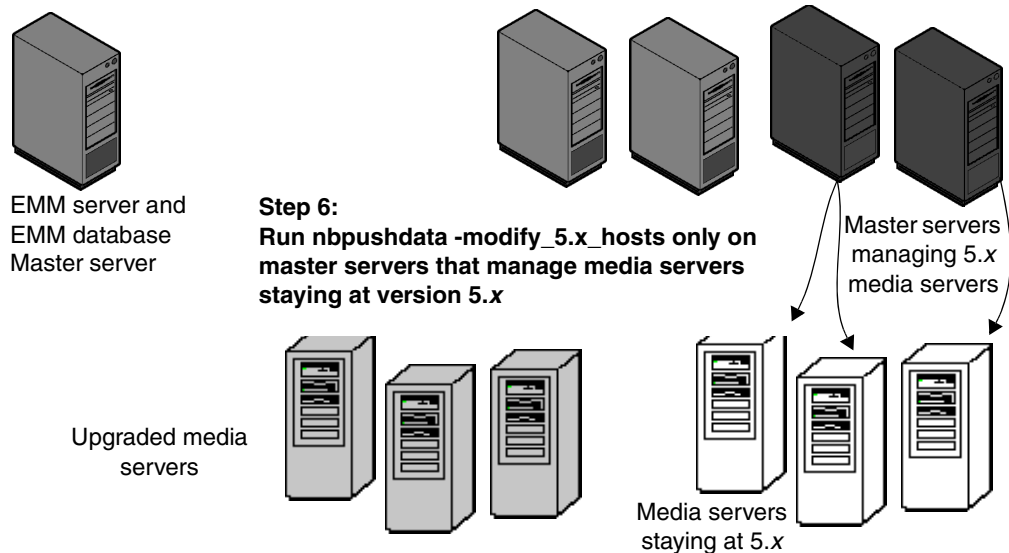 EMM server and
EMM database
Master server
Step 6:
Run nbpushdata -modify_5.x_hosts only on
master servers that manage media servers
staying at version 5.x
Master servers
managing 5.x
media servers
Upgraded media
servers
Media servers
staying at 5.x